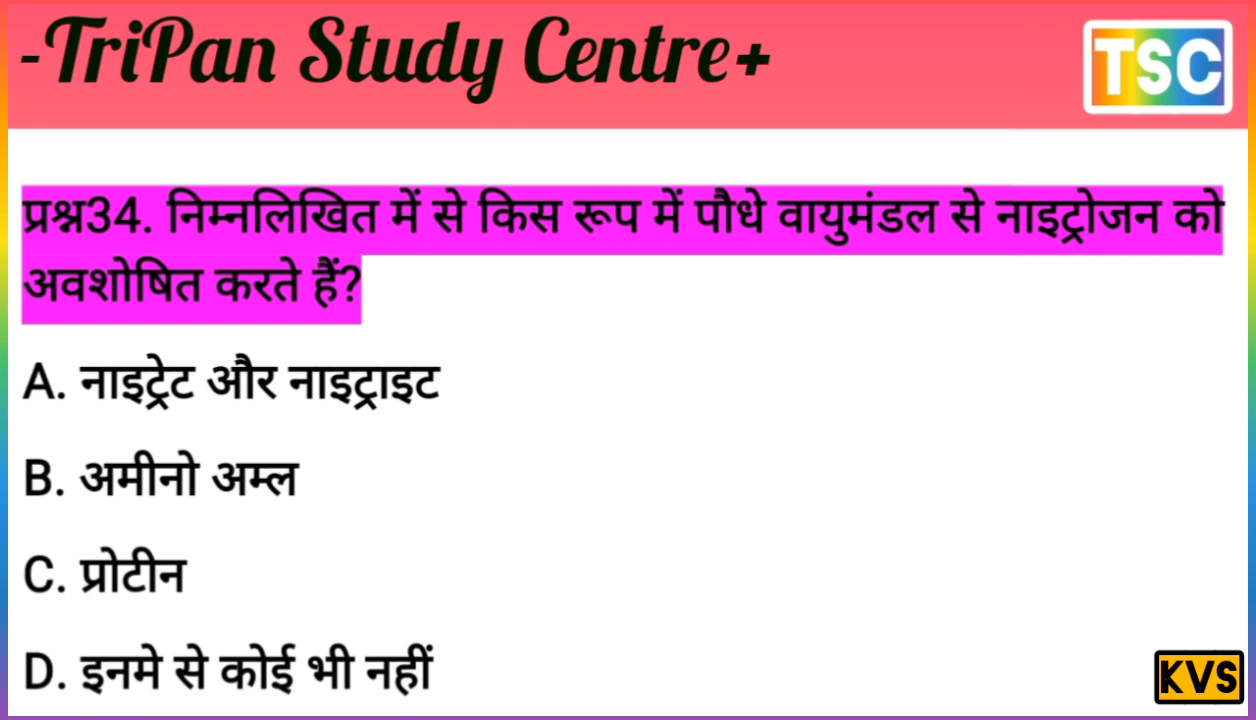 -TriPan Study Centre+
TSC
प्रश्न34. निम्नलिखित में से किस रूप में पौधे वायुमंडल से नाइट्रोजन को
अवशोषित करते हैं?
A. नाइट्रेट और नाइट्राइट
B. अमीनो अम्ल
C. प्रोटीन
D. इनमे से कोई भी नहीं
KVS